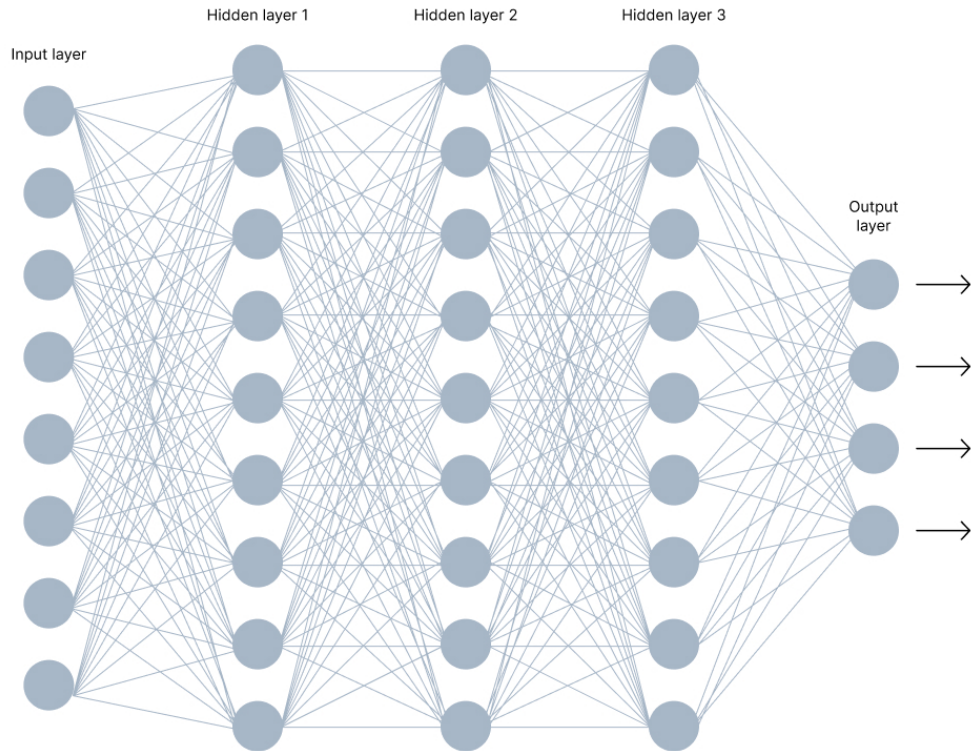 Hidden layer 1
Hidden layer 2
Hidden layer 3
Input layer
Output
layer